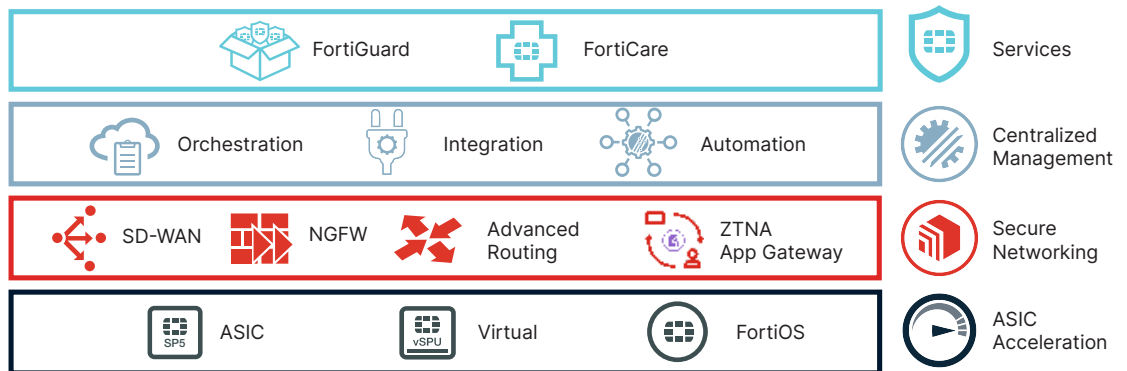 FortiGuard
FortiCare
Services
Orchestration
Integration
Automation
Centralized
Management
SD-WAN
NGFW
Advanced
Routing
ZTNA
App Gateway
Secure
Networking
SP5
ASIC
vSPU
Virtual
FortiOS
ASIC
Acceleration